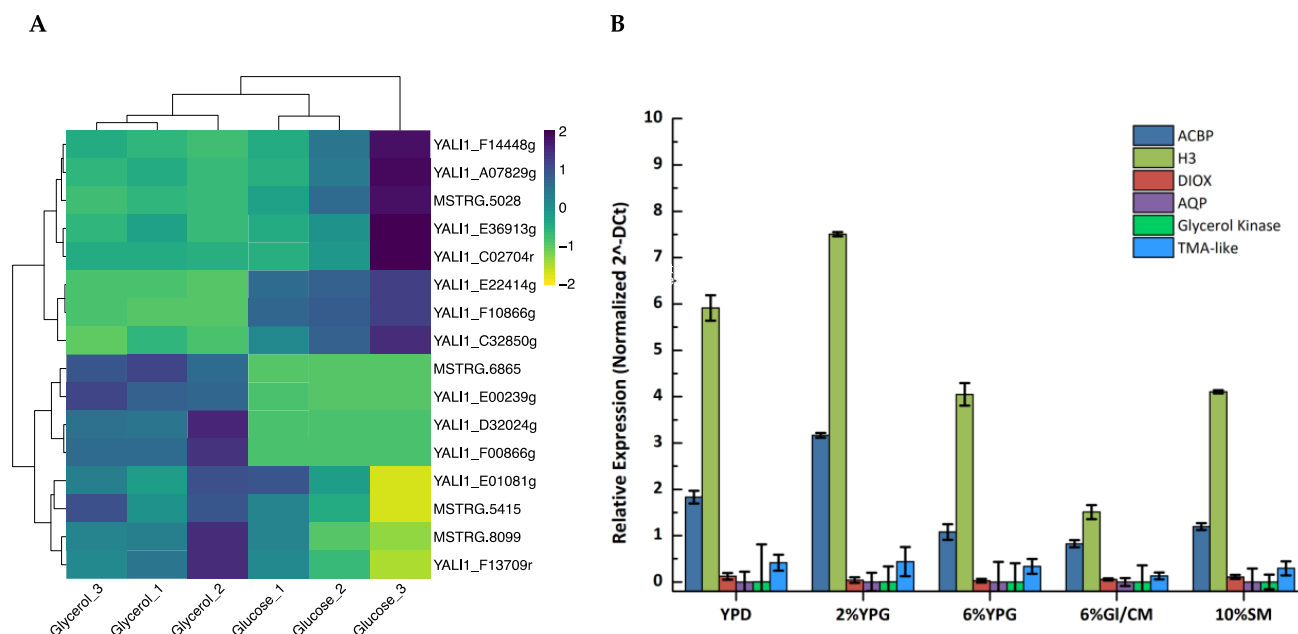 A
YALI1_F14448g
YALI1_A07829g
MSTRG.5028
YALI1_E36913g
YALI1_C02704r
YALI1_E22414g
YALI1_F10866g
YALI1_C32850g
MSTRG.6865
YALI1_E00239g
YALI1_D32024g
YALI1_F00866g
YALI1_E01081g
MSTRG.5415
MSTRG.8099
YALI1_F13709r
2
1
0
−1
−2
Glycerol_3
Glycerol_1
Glycerol_2
Glucose_1
Glucose_2
Glucose_3
B
Relative Expression (Normalized 2^-DCt)
10
9
8
7
6
5
4
3
2
1
0
ACBP
H3
DIOX
AQP
Glycerol Kinase
TMA-like
YPD
2%YPG
6%YPG
6%Gl/CM
10%SM